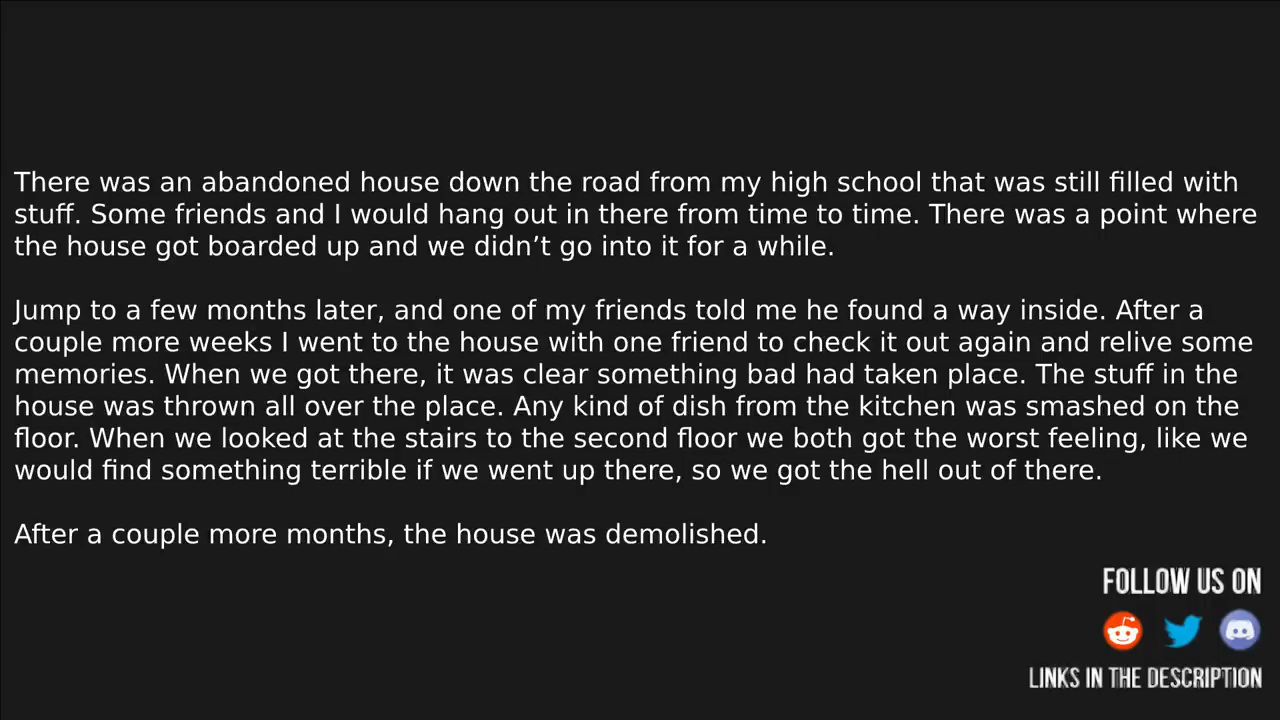 There was an abandoned house down the road from my high school that was still filled with
stuff. Some friends and I would hang out in there from time to time. There was a point where
the house got boarded up and we didn’t go into it for a while.
Jump to a few months later, and one of my friends told me he found a way inside. After a
couple more weeks I went to the house with one friend to check it out again and relive some
memories. When we got there, it was clear something bad had taken place. The stuff in the
house was thrown all over the place. Any kind of dish from the kitchen was smashed on the
floor. When we looked at the stairs to the second floor we both got the worst feeling, like we
would find something terrible if we went up there, so we got the hell out of there.
After a couple more months, the house was demolished.
FOLLOW US ON
LINKS IN THE DESCRIPTION